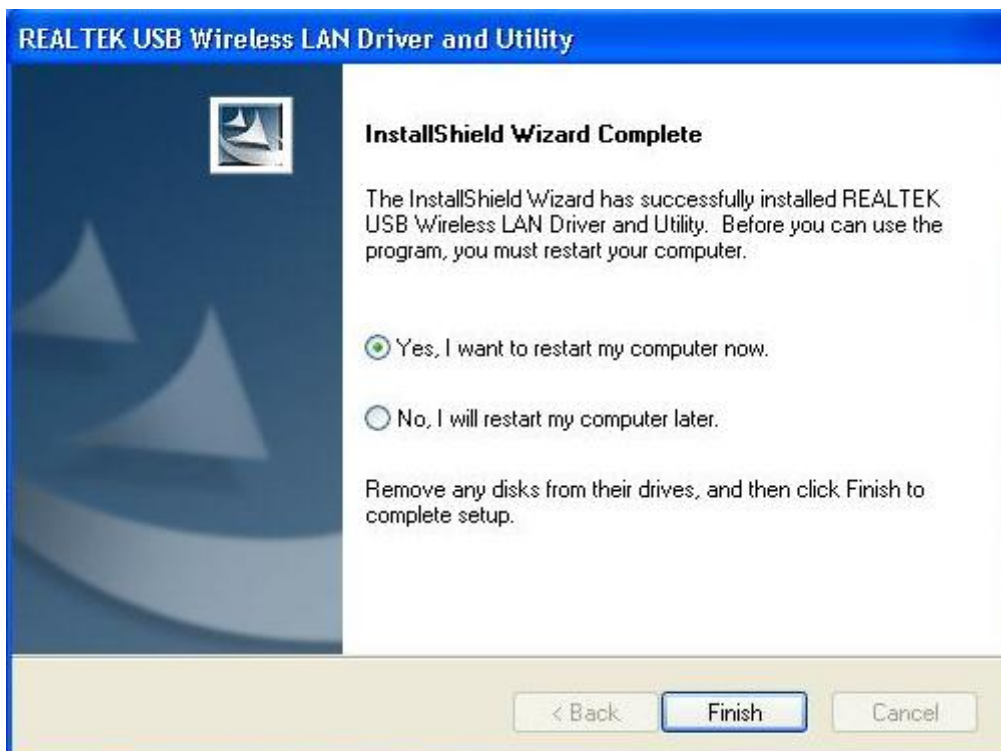 REALTEK USB Wireless LAN Driver and Utility
InstallShield Wizard Complete
The InstallShield Wizard has successfully installed REALTEK
USB Wireless LAN Driver and Utility. Before you can use the
program, you must restart your computer.
Yes, I want to restart my computer now.
No, I will restart my computer later.
Remove any disks from their drives, and then click Finish to
complete setup.
< Back Finish Cancel